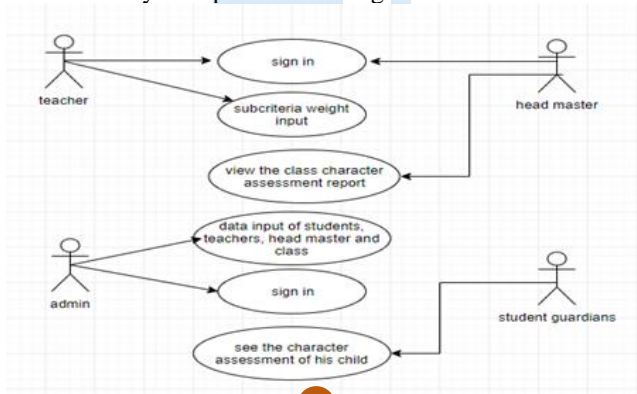 sign in
teacher
head master
subcriteria weight
input
view the class character
assessment report
data input of students,
teachers, head master and
class
admin
sign in
student guardians
see the character
assessment of his child